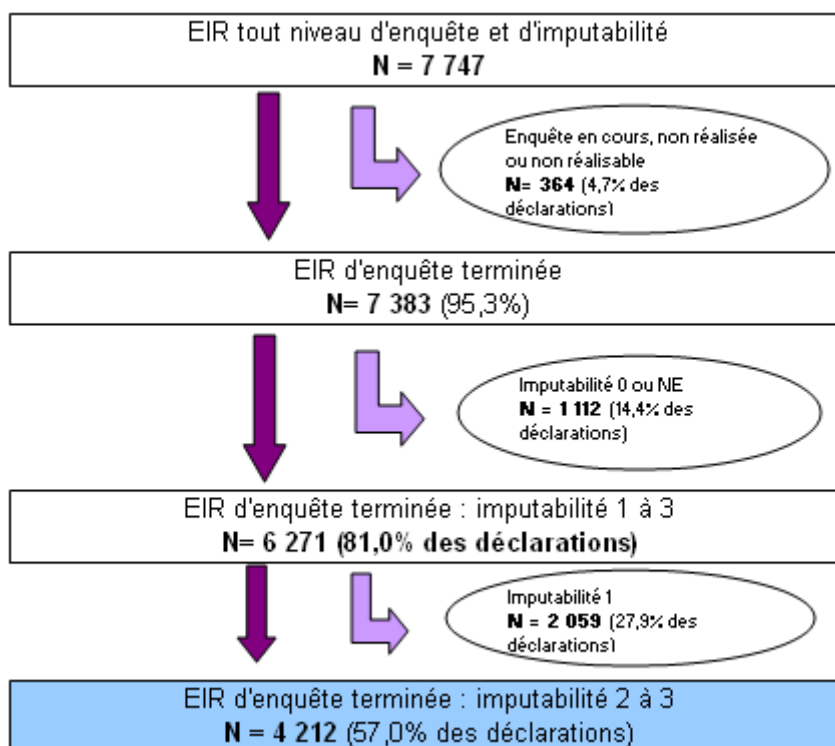 EIR tout niveau d'enquête et d'imputabilité
N = 7 747
Enquête en cours, non réalisée
ou non réalisable
N= 364 (4,7% des
déclarations)
EIR d'enquête terminée
N= 7 383 (95,3%)
Imputabilité 0 ou NE
N = 1 112 (14,4% des
déclarations)
EIR d'enquête terminée : imputabilité 1 à 3
N= 6 271 (81,0% des déclarations)
Imputabilité 1
N = 2 059 (27,9% des
déclarations)
EIR d'enquête terminée : imputabilité 2 à 3
N = 4 212 (57,0% des déclarations)